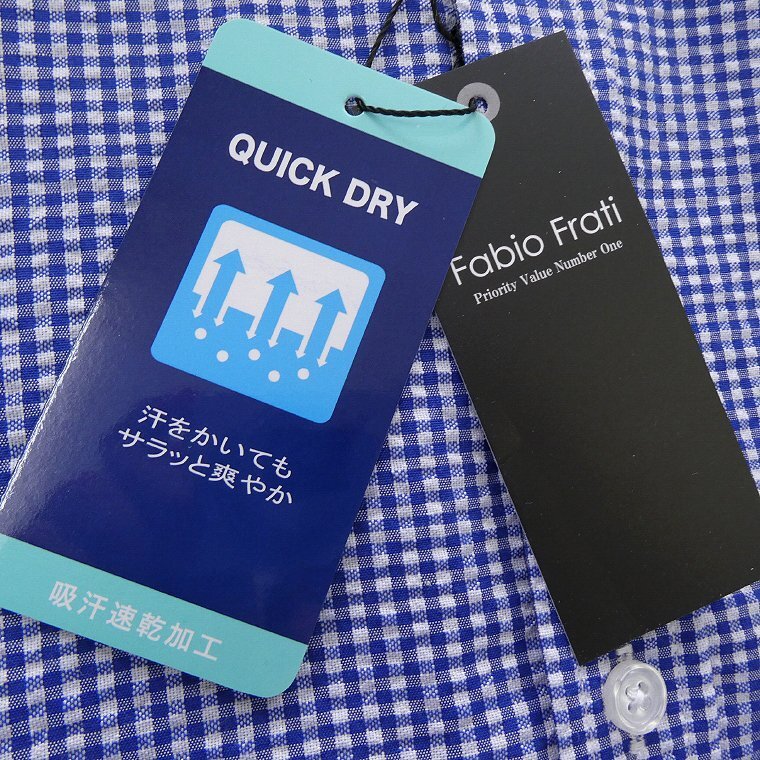 QUICK DRY
汗をかいても
サラッと爽やか
吸汗速乾加工
Fabio Frati
Priority Value Number One